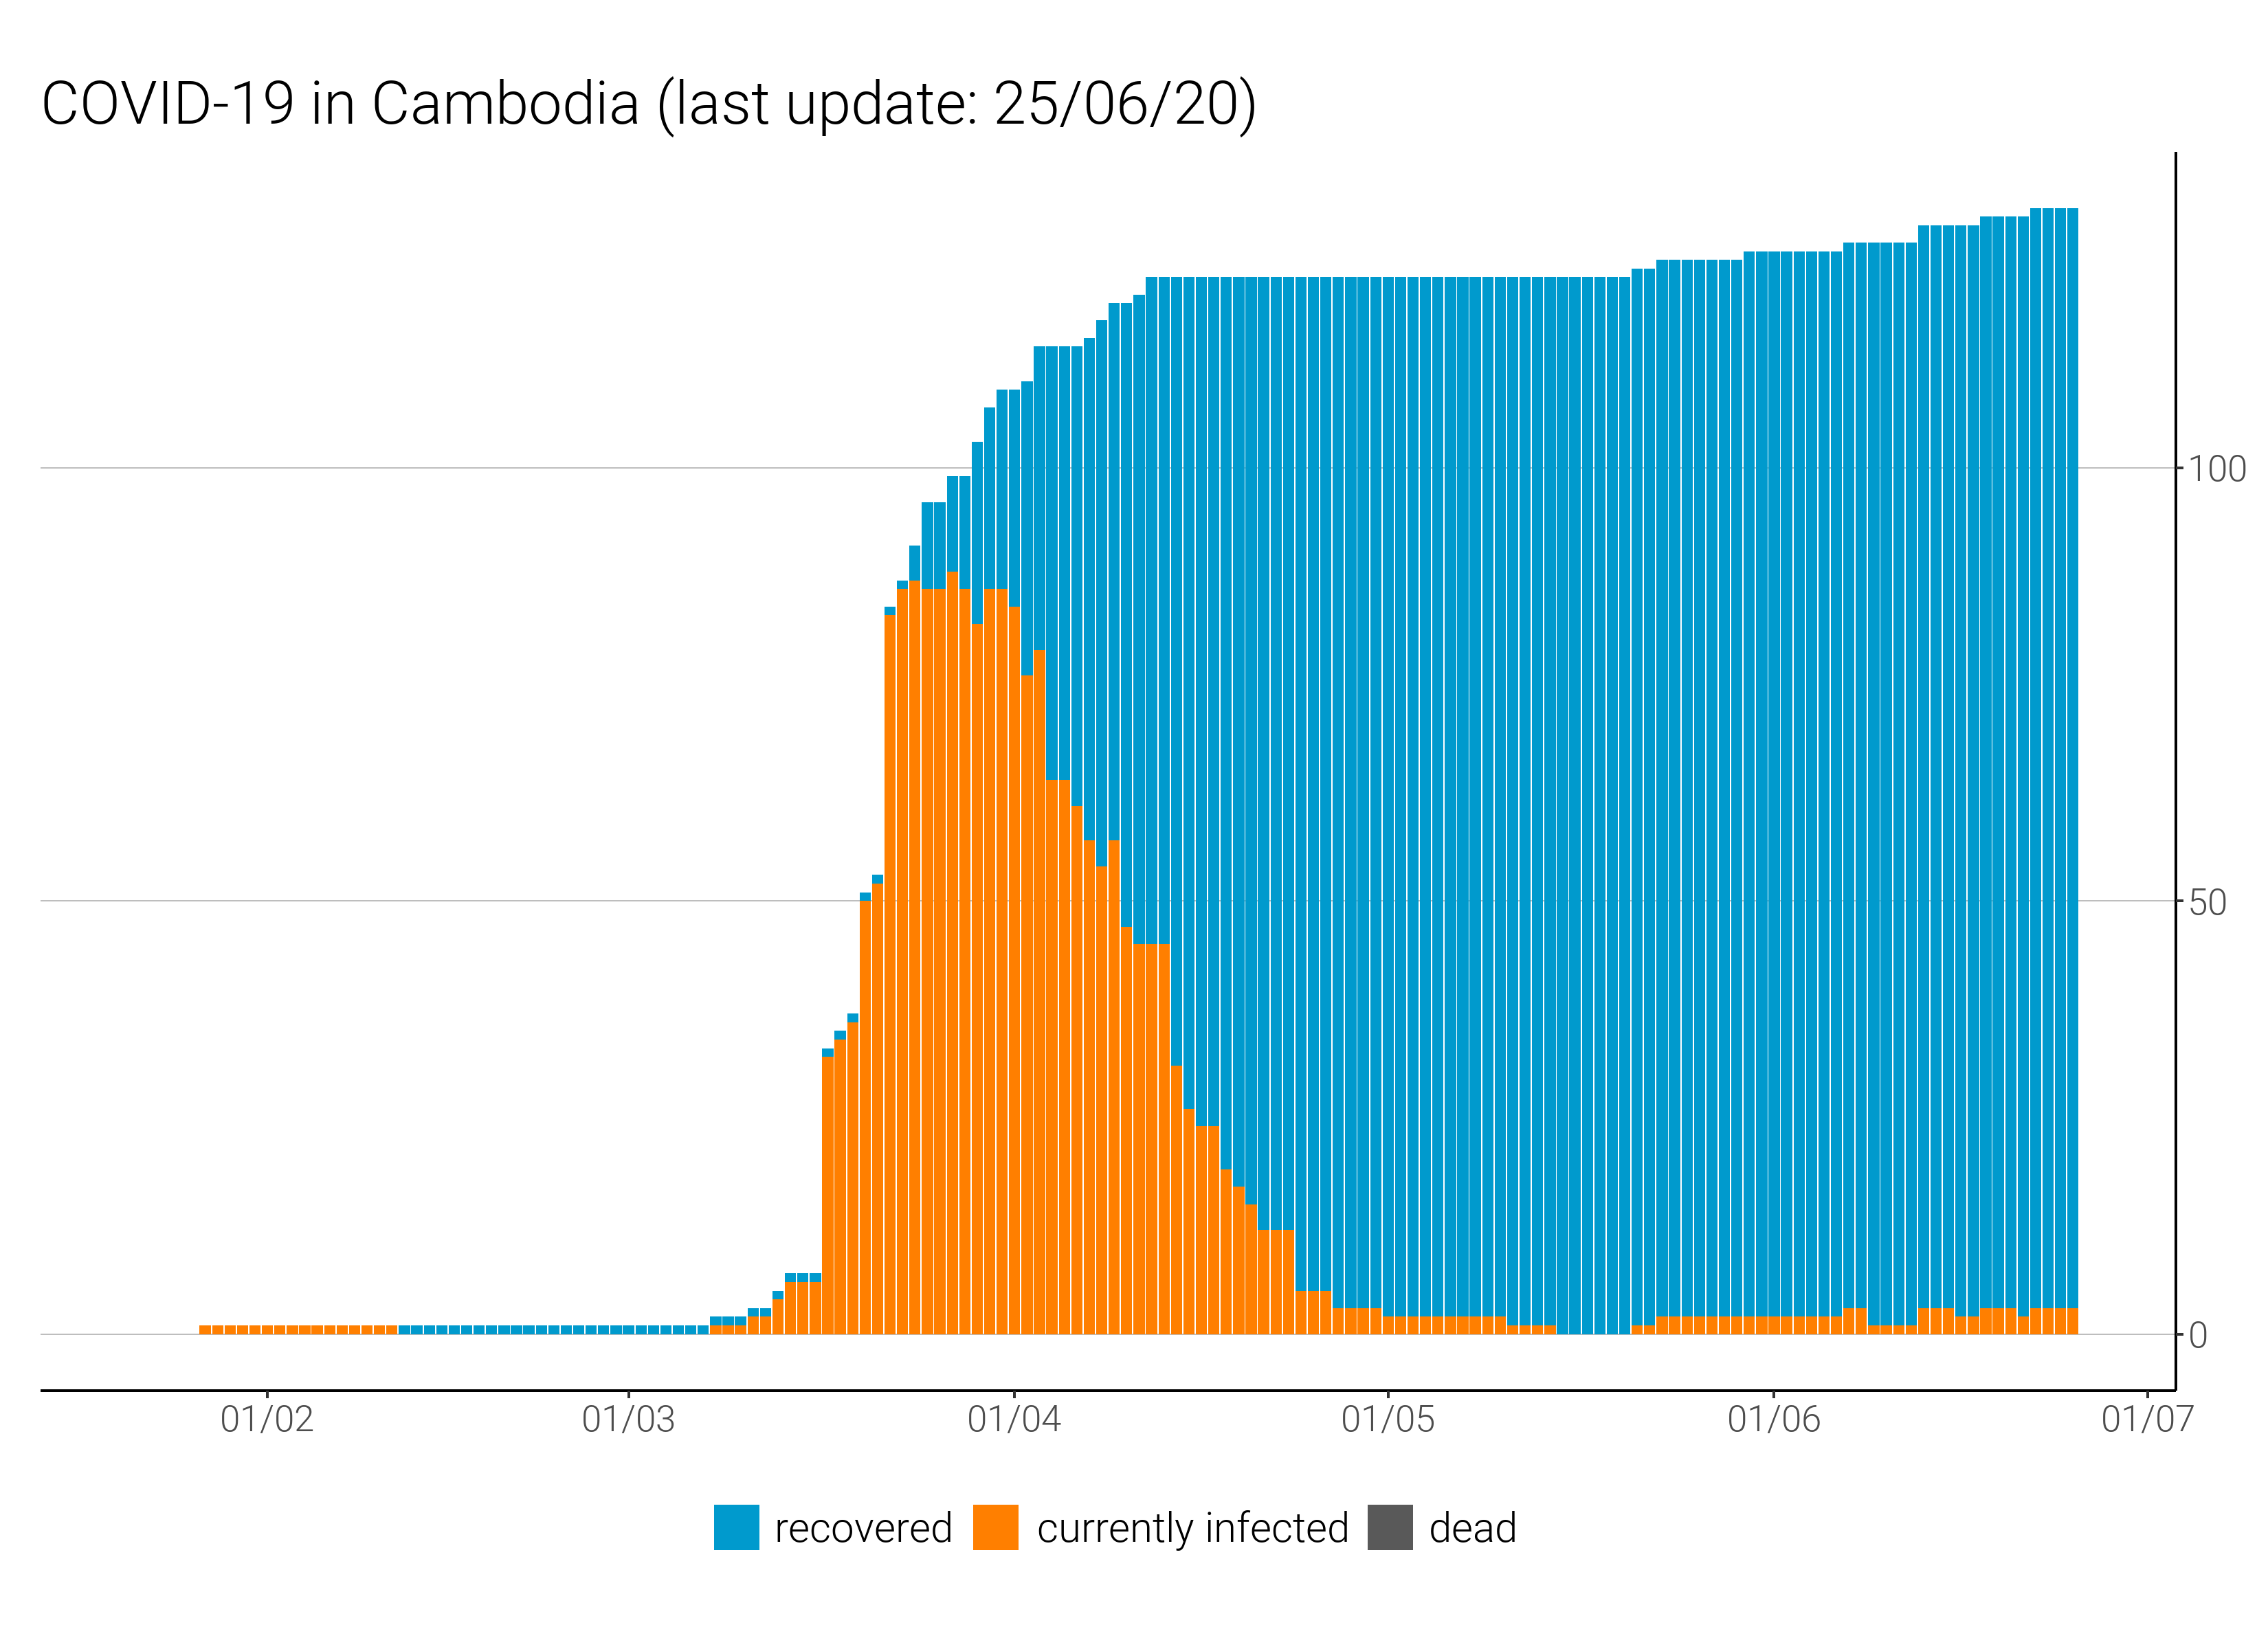 COVID-19 in Cambodia (last update: 25/06/20)
100
50
0
01/02 01/03 01/04 01/05 01/06 01/07
recovered currently infected dead